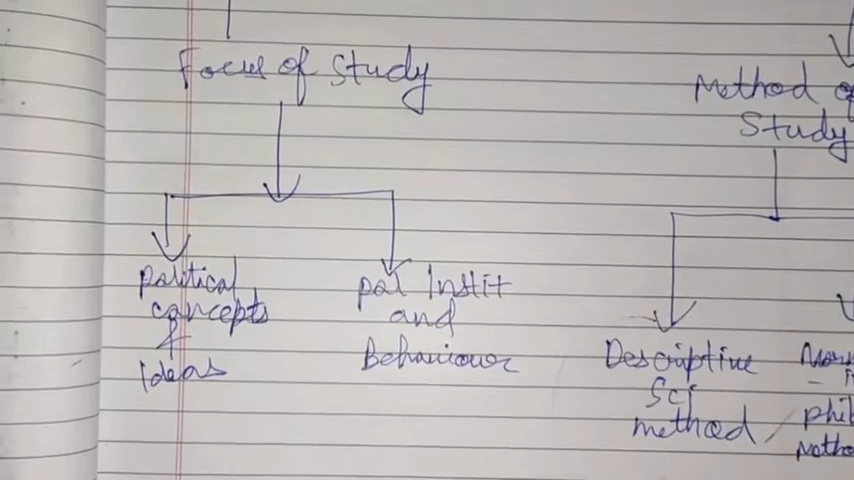 Focus of Study
Method of
Study
political
concepts
&
Ideas
pol Instit
and
Behaviour
Descriptive
Sci
method